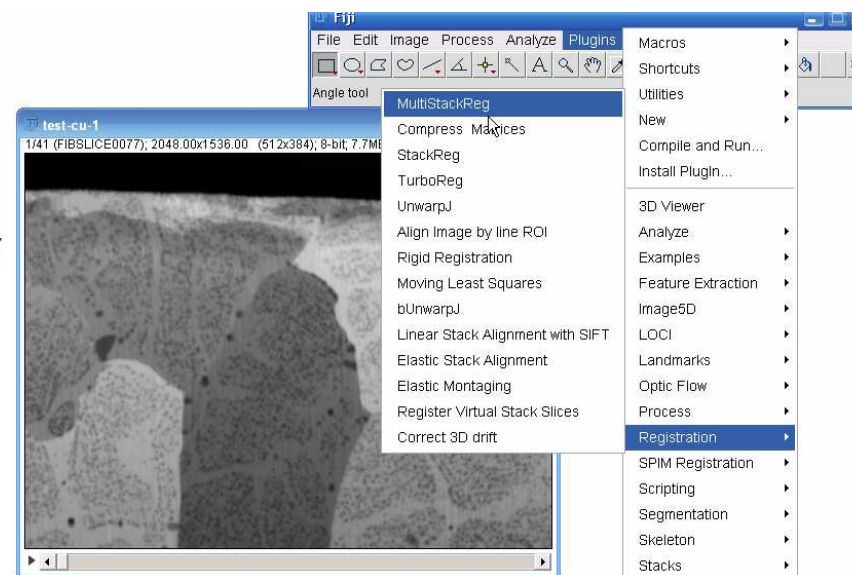 Fiji
File Edit Image Process Analyze Plugins
Angle tool
Macros
Shortcuts
Utilities
New
Compile and Run...
Install PlugIn...
3D Viewer
Analyze
Examples
Feature Extraction
Image5D
LOCI
Landmarks
Optic Flow
Process
Registration
SPIM Registration
Scripting
Segmentation
Skeleton
Stacks
MultiStackReg
Compress Matrices
StackReg
TurboReg
UnwarpJ
Align Image by line ROI
Rigid Registration
Moving Least Squares
bUnwarpJ
Linear Stack Alignment with SIFT
Elastic Stack Alignment
Elastic Montaging
Register Virtual Stack Slices
Correct 3D drift
test-cu-1
1/41 (FIBSLICE0077); 2048.00x1536.00 (512x384); 8-bit; 7.7M